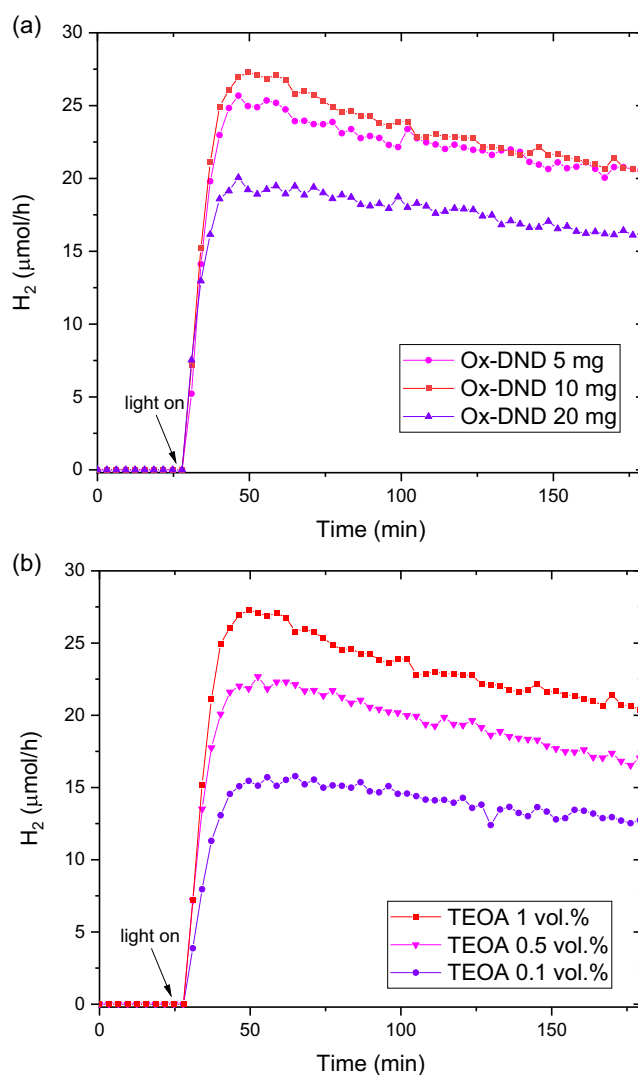 (a)
30
25
20
15
10
5
0
H₂ (μmol/h)
light on
Ox-DND 5 mg
Ox-DND 10 mg
Ox-DND 20 mg
0 50 100 150
Time (min)
(b)
30
25
20
15
10
5
0
H₂ (μmol/h)
light on
TEOA 1 vol.%
TEOA 0.5 vol.%
TEOA 0.1 vol.%
0 50 100 150
Time (min)